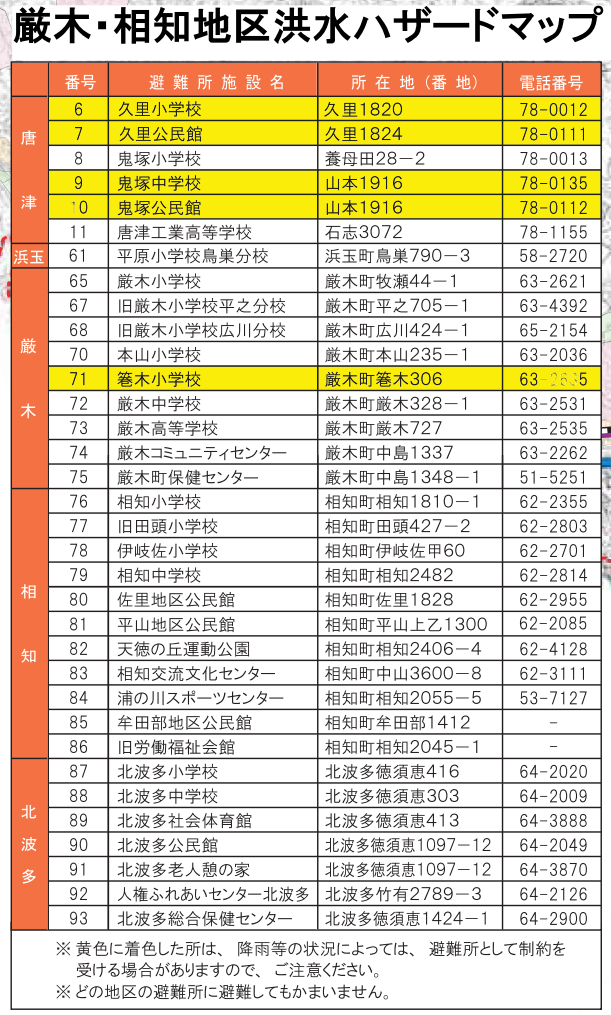 厳木・相知地区洪水ハザードマップ
番号 避難所施設名 所在地（番地） 電話番号
唐津
6 久里小学校 久里1820 78-0012
7 久里公民館 久里1824 78-0111
8 鬼塚小学校 養母田28－2 78-0013
9 鬼塚中学校 山本1916 78-0135
10 鬼塚公民館 山本1916 78-0112
11 唐津工業高等学校 石志3072 78-1155
浜玉
61 平原小学校鳥巣分校 浜玉町鳥巣790－3 58-2720
厳木
65 厳木小学校 厳木町牧瀬44－1 63-2621
67 旧厳木小学校平之分校 厳木町平之705－1 63-4392
68 旧厳木小学校広川分校 厳木町広川424－1 65-2154
70 本山小学校 厳木町本山235－1 63-2036
71 箞木小学校 厳木町箞木306
72 厳木中学校 厳木町厳木328－1 63-2531
73 厳木高等学校 厳木町厳木727 63-2535
74 厳木コミュニティセンター 厳木町中島1337 63-2262
75 厳木町保健センター 厳木町中島1348－1 51-5251
相知
76 相知小学校 相知町相知1810－1 62-2355
77 旧田頭小学校 相知町田頭427－2 62-2803
78 伊岐佐小学校 相知町伊岐佐甲60 62-2701
79 相知中学校 相知町相知2482 62-2814
80 佐里地区公民館 相知町佐里1828 62-2955
81 平山地区公民館 相知町平山上乙1300 62-2085
82 天徳の丘運動公園 相知町相知2406－4 62-4128
83 相知交流文化センター 相知町中山3600－8 62-3111
84 浦の川スポーツセンター 相知町相知2055－5 53-7127
85 牟田部地区公民館 相知町牟田部1412 －
86 旧労働福祉会館 相知町相知2045－1 －
北波多
87 北波多小学校 北波多徳須恵416 64-2020
88 北波多中学校 北波多徳須恵303 64-2009
89 北波多社会体育館 北波多徳須恵413 64-3888
90 北波多公民館 北波多徳須恵1097－12 64-2049
91 北波多老人憩の家 北波多徳須恵1097－12 64-3870
92 人権ふれあいセンター北波多 北波多竹有2789－3 64-2126
93 北波多総合保健センター 北波多徳須恵1424－1 64-2900
※ 黄色に着色した所は、降雨等の状況によっては、避難所として制約を
受ける場合がありますので、ご注意ください。
※ どの地区の避難所に避難してもかまいません。